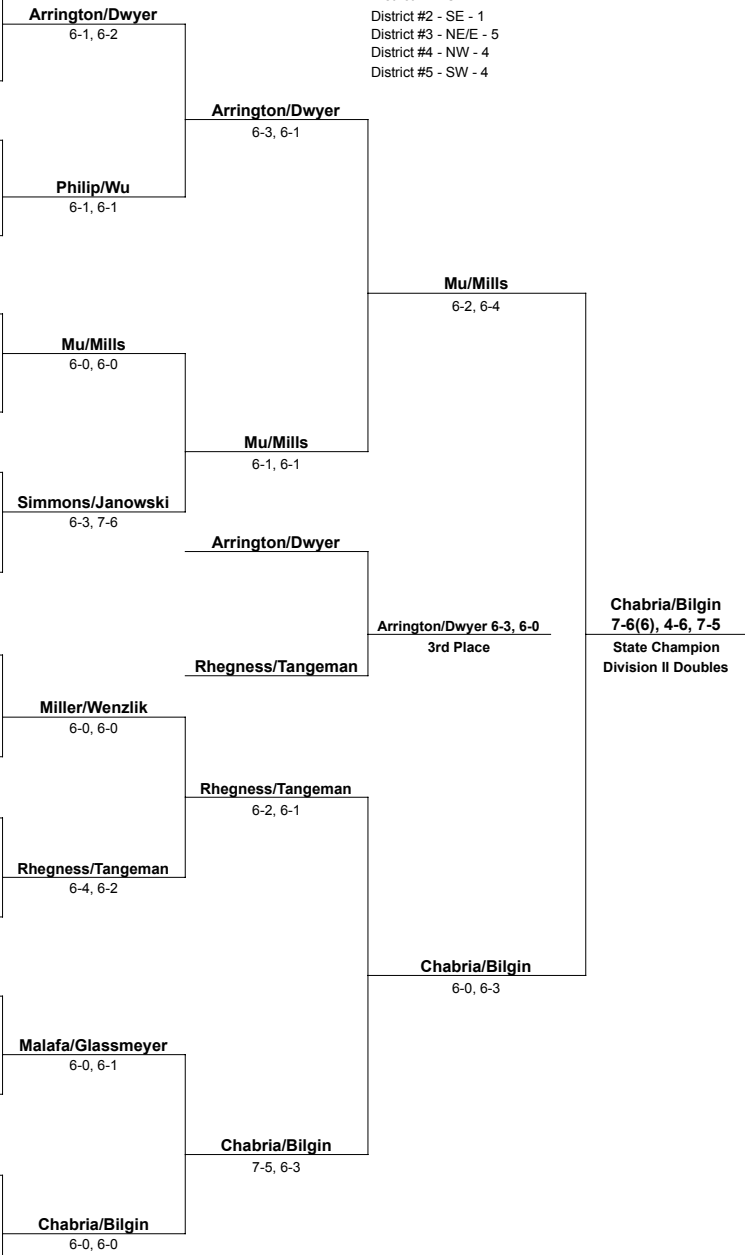 Arrington/Dwyer
6-1, 6-2
District #2 - SE - 1
District #3 - NE/E - 5
District #4 - NW - 4
District #5 - SW - 4
Arrington/Dwyer
6-3, 6-1
Philip/Wu
6-1, 6-1
Mu/Mills
6-2, 6-4
Mu/Mills
6-0, 6-0
Mu/Mills
6-1, 6-1
Simmons/Janowski
6-3, 7-6
Arrington/Dwyer
Arrington/Dwyer 6-3, 6-0
3rd Place
Rhegness/Tangeman
Chabria/Bilgin
7-6(6), 4-6, 7-5
State Champion
Division II Doubles
Miller/Wenzlik
6-0, 6-0
Rhegness/Tangeman
6-2, 6-1
Rhegness/Tangeman
6-4, 6-2
Chabria/Bilgin
6-0, 6-3
Malafa/Glassmeyer
6-0, 6-1
Chabria/Bilgin
7-5, 6-3
Chabria/Bilgin
6-0, 6-0